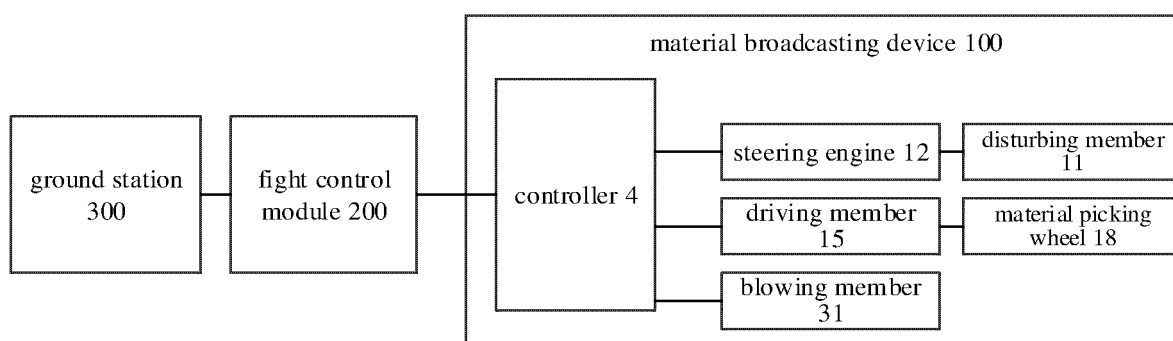 material broadcasting device 100
ground station
300
fight control
module 200
controller 4
steering engine 12
disturbing member
11
driving member
15
material picking
wheel 18
blowing member
31